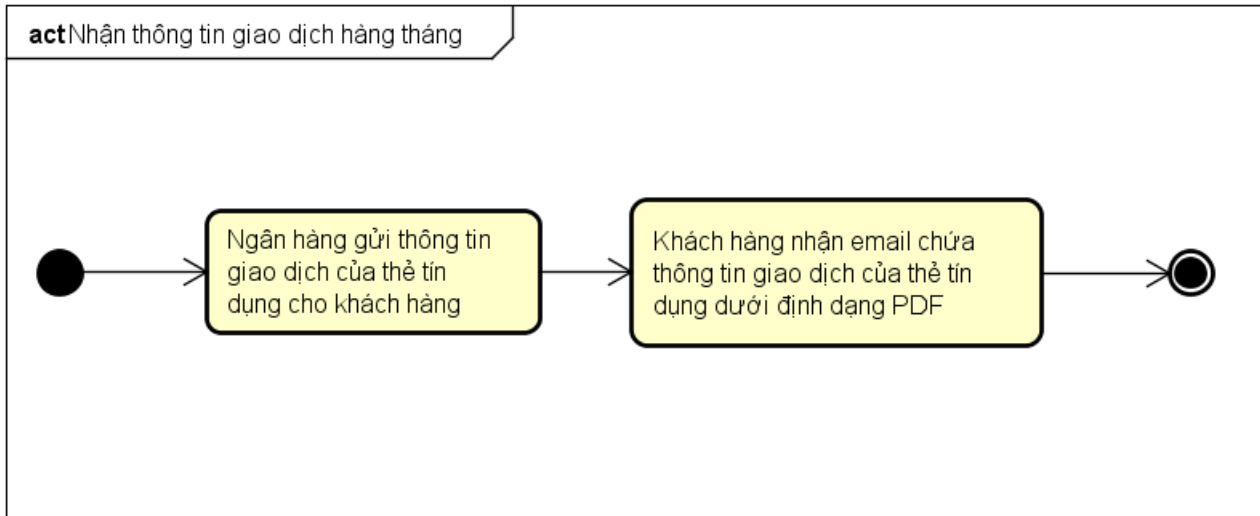 act Nhận thông tin giao dịch hàng tháng
Ngân hàng gửi thông tin
giao dịch của thẻ tín
dụng cho khách hàng
Khách hàng nhận email chứa
thông tin giao dịch của thẻ tín
dụng dưới định dạng PDF